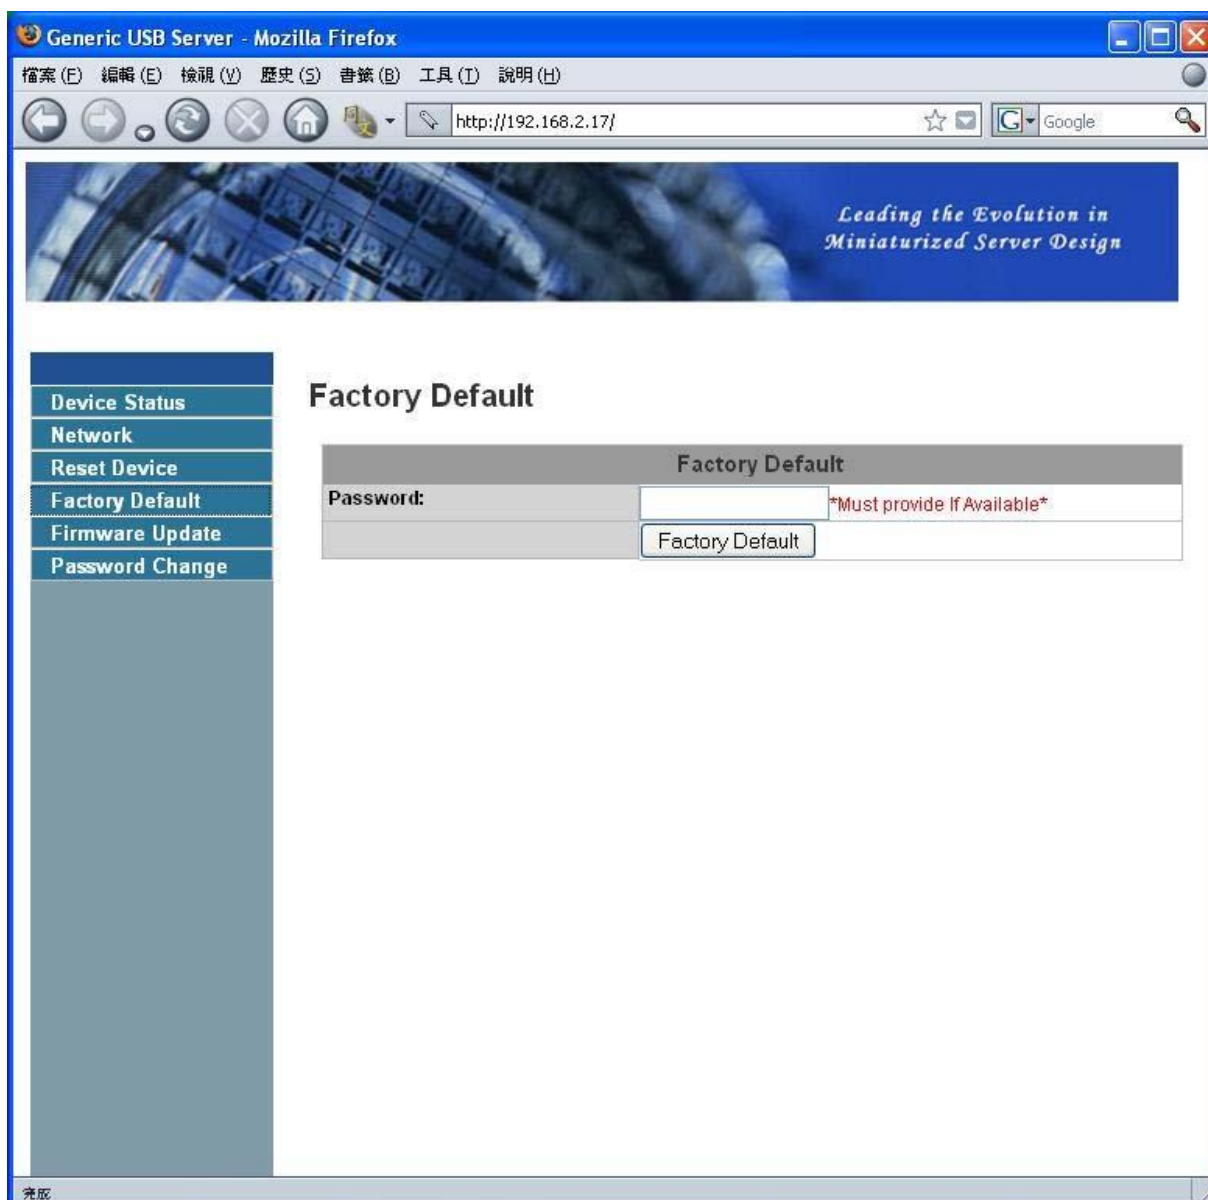 Generic USB Server - Mozilla Firefox
檔案(F) 編輯(E) 檢視(V) 歷史(S) 書籤(B) 工具(T) 說明(H)
http://192.168.2.17/
G Google
Leading the Evolution in
Miniaturized Server Design
Device Status
Network
Reset Device
Factory Default
Firmware Update
Password Change
Factory Default
Factory Default
Password:
*Must provide If Available*
Factory Default
完成